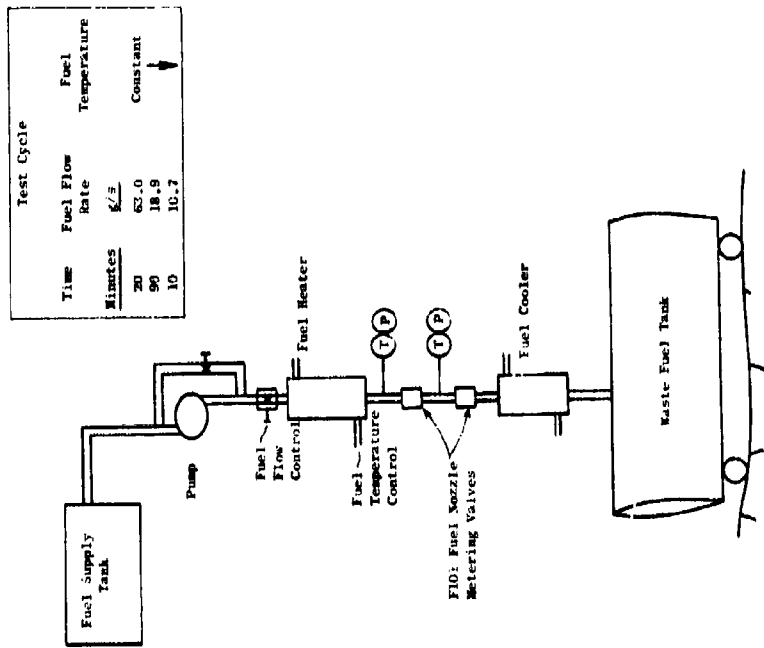 Test Cycle
Time Fuel Flow Fuel
Rate Temperature
Minutes g/s
20 63.0 Constant
90 18.9
10 10.7
Fuel Supply
Tank
Pump
Fuel
Flow
Control
Fuel Heater
Fuel
Temperature
Control
T P
T P
F101 Fuel Nozzle
Metering Valves
Fuel Cooler
Waste Fuel Tank